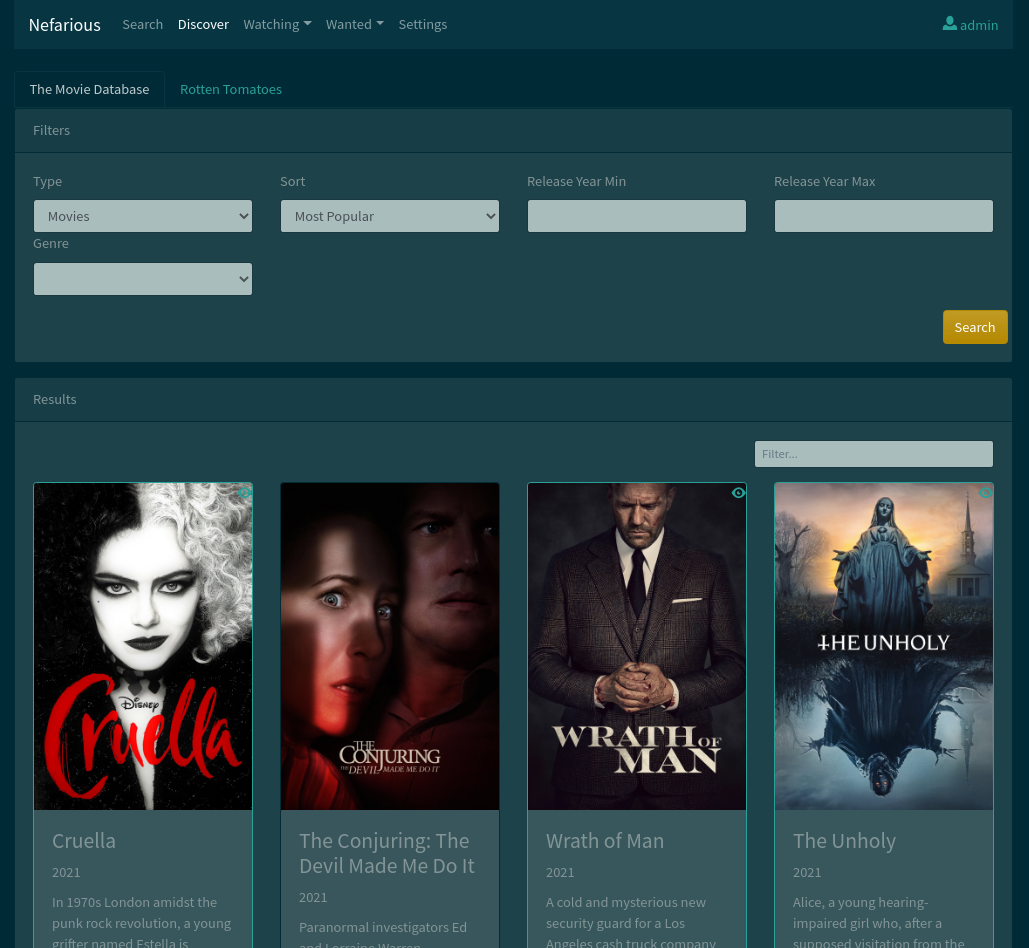 Nefarious Search Discover Watching Wanted Settings admin
The Movie Database Rotten Tomatoes
Filters
Type Sort Release Year Min Release Year Max
Movies Most Popular
Genre
Search
Results
Filter...
DISNEY
Cruella
THE
CONJURING
THE DEVIL MADE ME DO IT
WRATH OF
MAN
THE UNHOLY
Cruella
2021
In 1970s London amidst the
punk rock revolution, a young
grifter named Estella is
The Conjuring: The
Devil Made Me Do It
2021
Paranormal investigators Ed
and Lorraine Warren
Wrath of Man
2021
A cold and mysterious new
security guard for a Los
Angeles cash truck company
The Unholy
2021
Alice, a young hearing-
impaired girl who, after a
supposed visitation from the